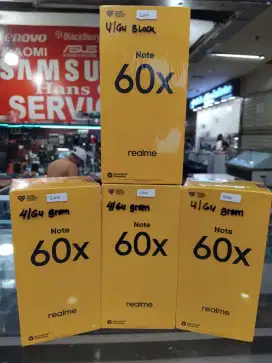 Lenovo
BlackBerry
XIAOMI
ASUS
SAMSU
Hans
SERVIC
4/64 Black
Note
60x
realme
4/64 green
Note
60x
realme
4/64 green
Note
60x
realme
4/64 green
Note
60x
realme